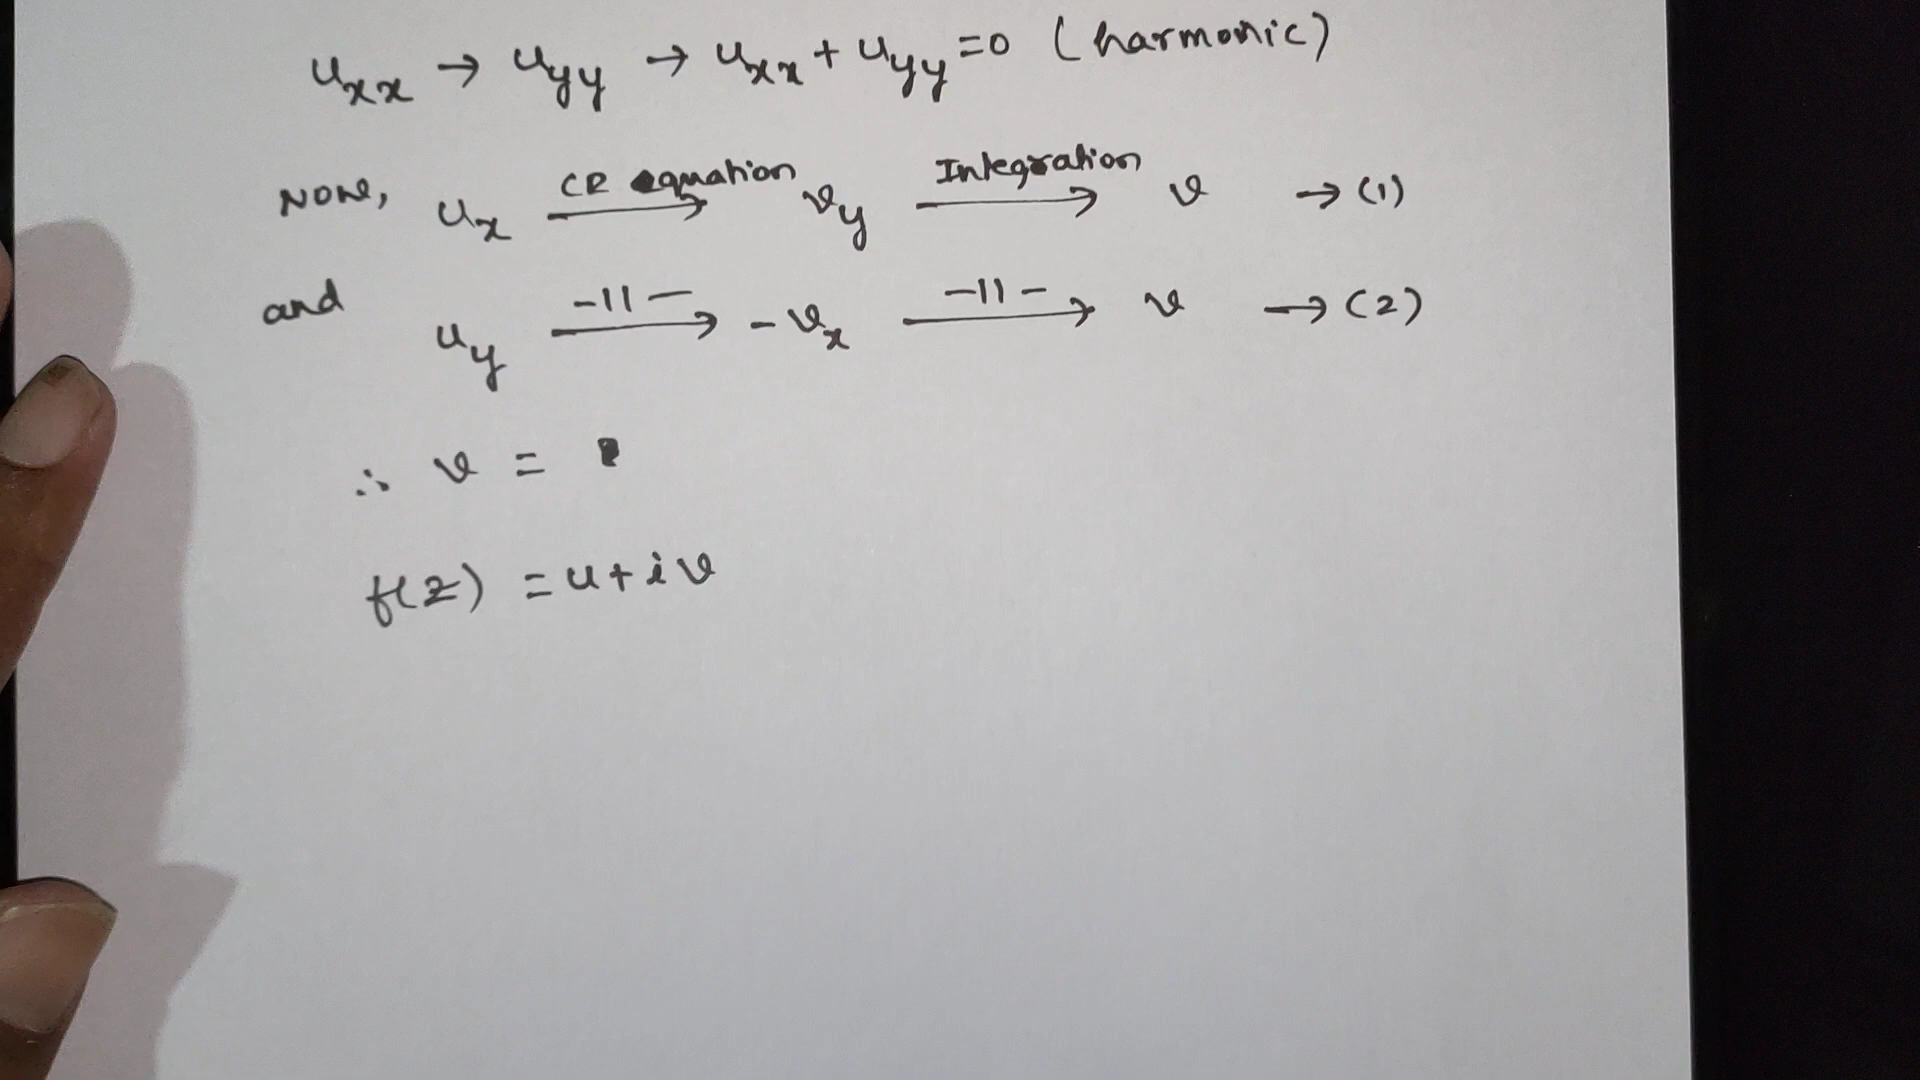 uxx → uyy → uxx + uyy = 0 (harmonic)
Now, ux CR equation → vy Integration → v → (1)
and uy -11- → -vx -11- → v → (2)
∴ v =
f(z) = u + iv